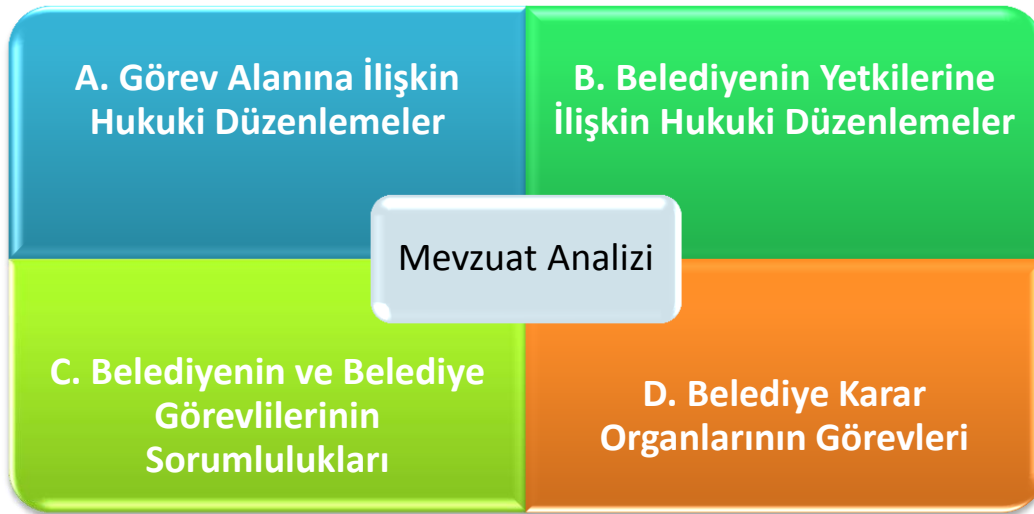 A. Görev Alanına İlişkin
Hukuki Düzenlemeler
B. Belediyenin Yetkilerine
İlişkin Hukuki Düzenlemeler
Mevzuat Analizi
C. Belediyenin ve Belediye
Görevlilerinin
Sorumlulukları
D. Belediye Karar
Organlarının Görevleri